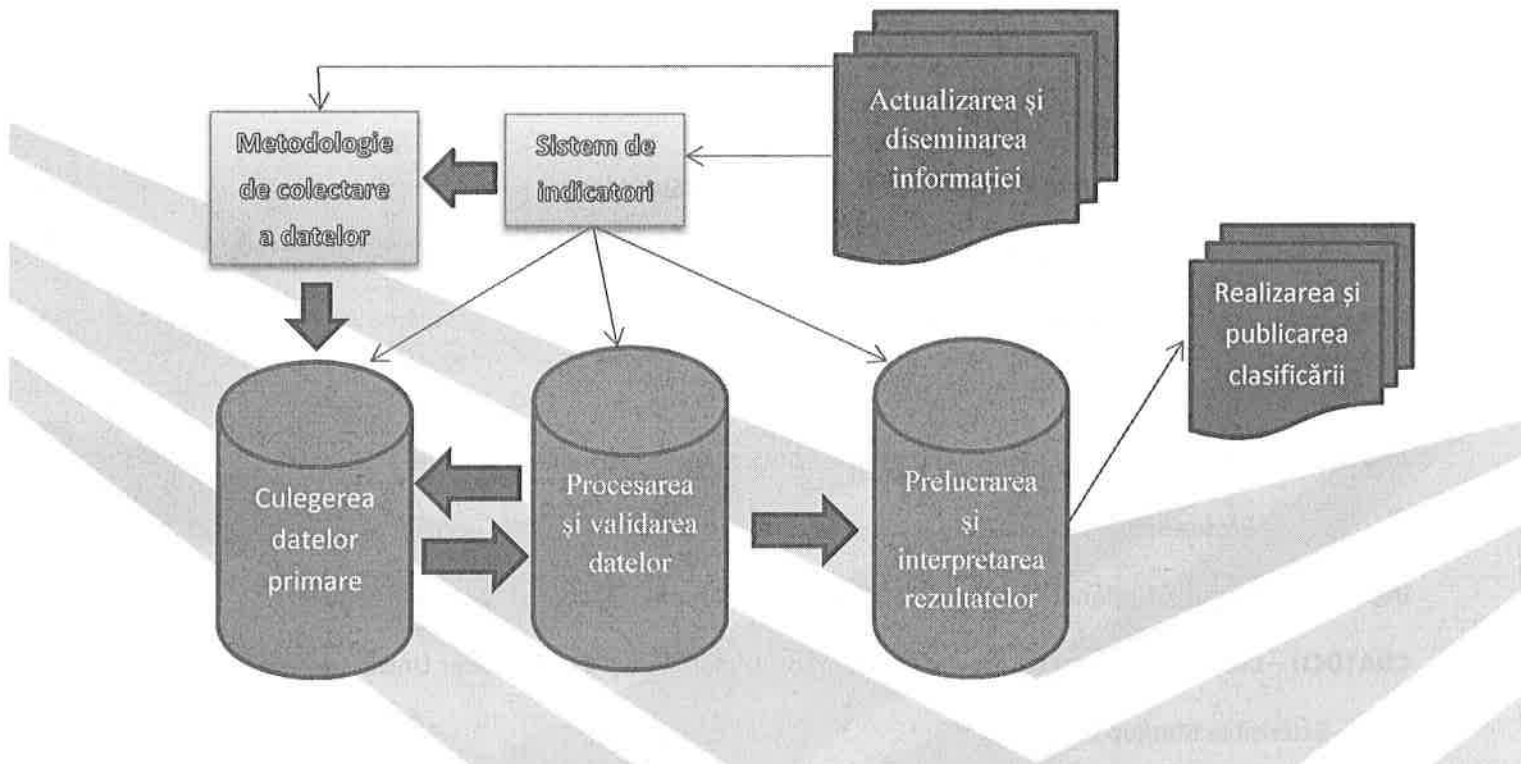 Actualizarea și
diseminarea
informației
Metodologie
de colectare
a datelor
Sistem de
indicatori
Realizarea și
publicarea
clasificării
Culegerea
datelor
primare
Procesarea
și validarea
datelor
Prelucrarea
și
interpretarea
rezultatelor